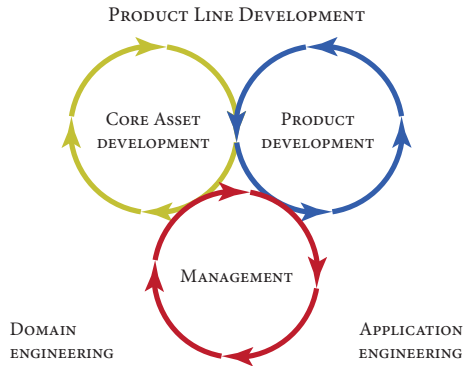 Product Line Development
Core Asset
development
Product
development
Management
Domain
engineering
Application
engineering